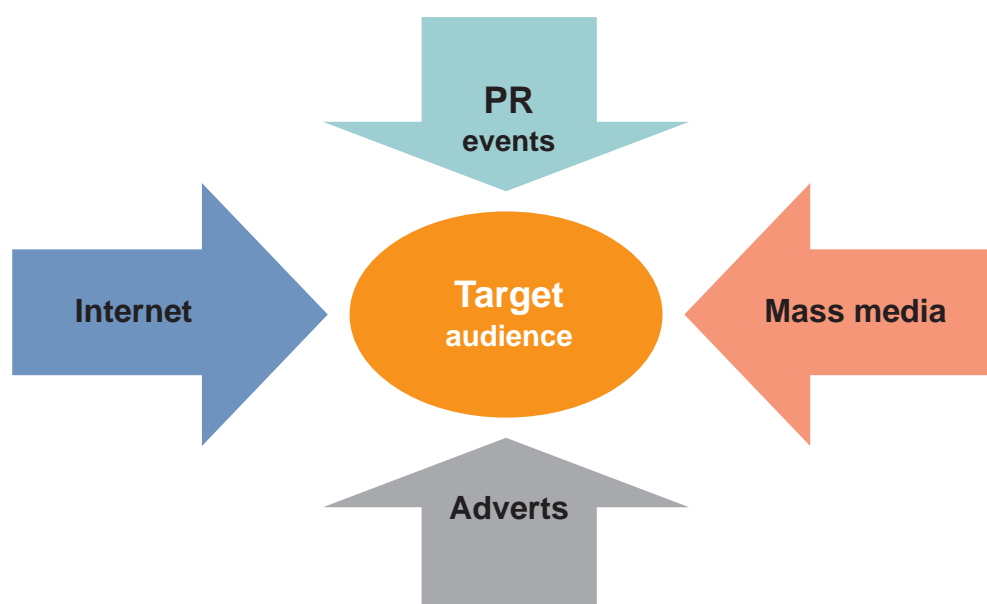 PR
events
Internet
Target
audience
Mass media
Adverts